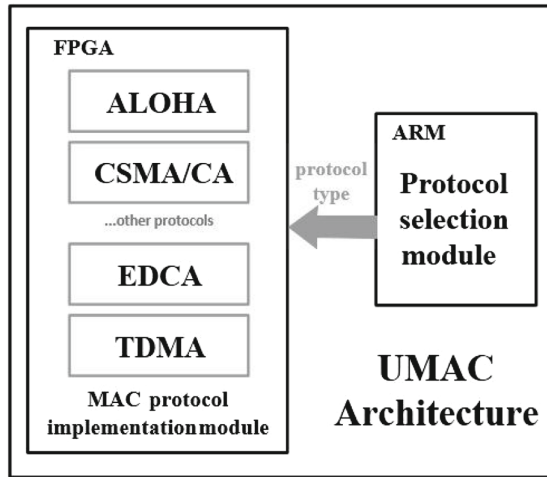 FPGA
ALOHA
CSMA/CA
...other protocols
EDCA
TDMA
MAC protocol
implementation module
protocol
type
ARM
Protocol
selection
module
UMAC
Architecture